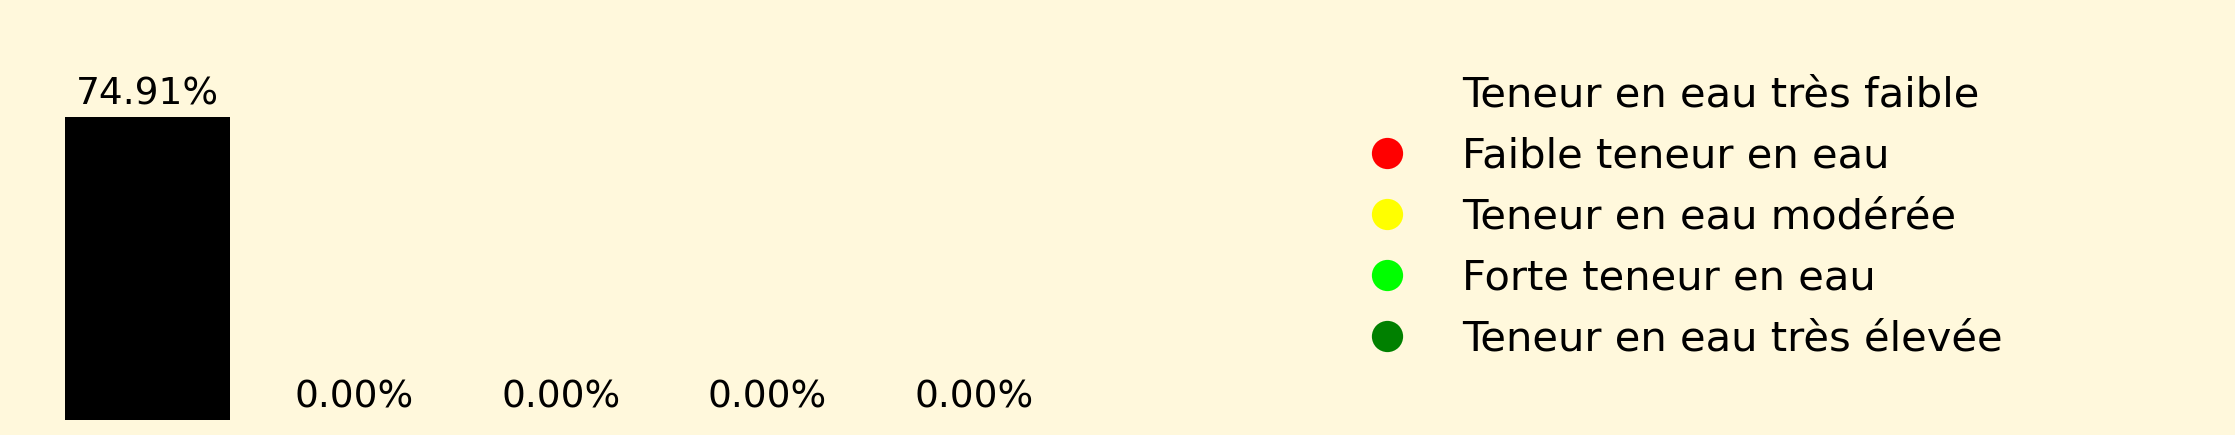 74.91%
0.00%
0.00%
0.00%
0.00%
Teneur en eau très faible
Faible teneur en eau
Teneur en eau modérée
Forte teneur en eau
Teneur en eau très élevée